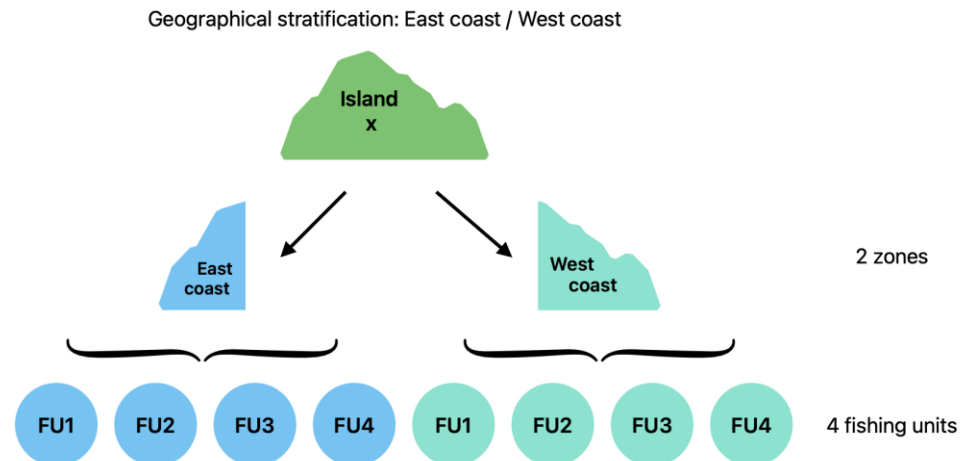 Geographical stratification: East coast / West coast
Island
x
East
coast
West
coast
2 zones
FU1 FU2 FU3 FU4 FU1 FU2 FU3 FU4
4 fishing units